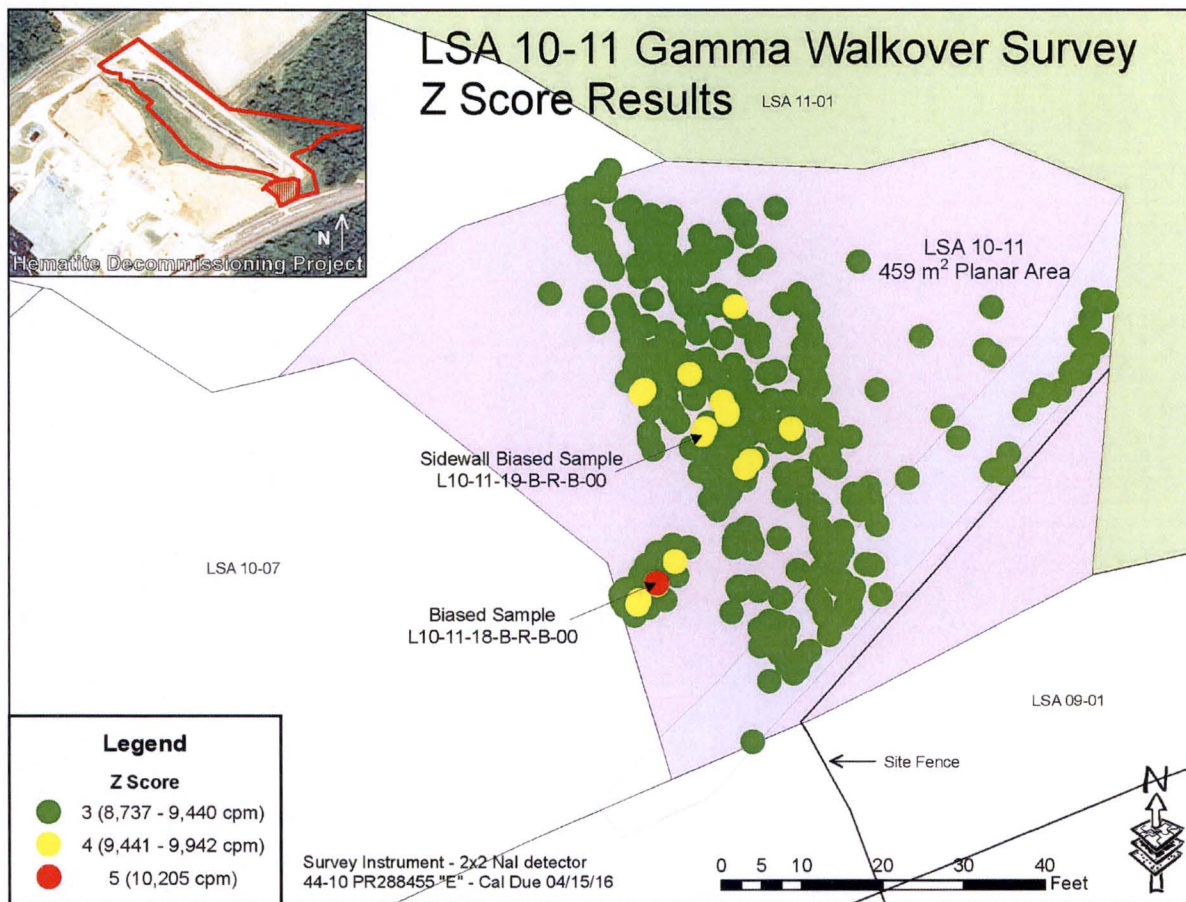 LSA 10-11 Gamma Walkover Survey
Z Score Results
LSA 11-01
N
Hematite Decommissioning Project
LSA 10-11
459 m² Planar Area
Sidewall Biased Sample
L10-11-19-B-R-B-00
LSA 10-07
Biased Sample
L10-11-18-B-R-B-00
LSA 09-01
Site Fence
Legend
Z Score
3 (8,737 - 9,440 cpm)
4 (9,441 - 9,942 cpm)
5 (10,205 cpm)
Survey Instrument - 2x2 NaI detector
44-10 PR288455 "E" - Cal Due 04/15/16
0 5 10 20 30 40
Feet
N